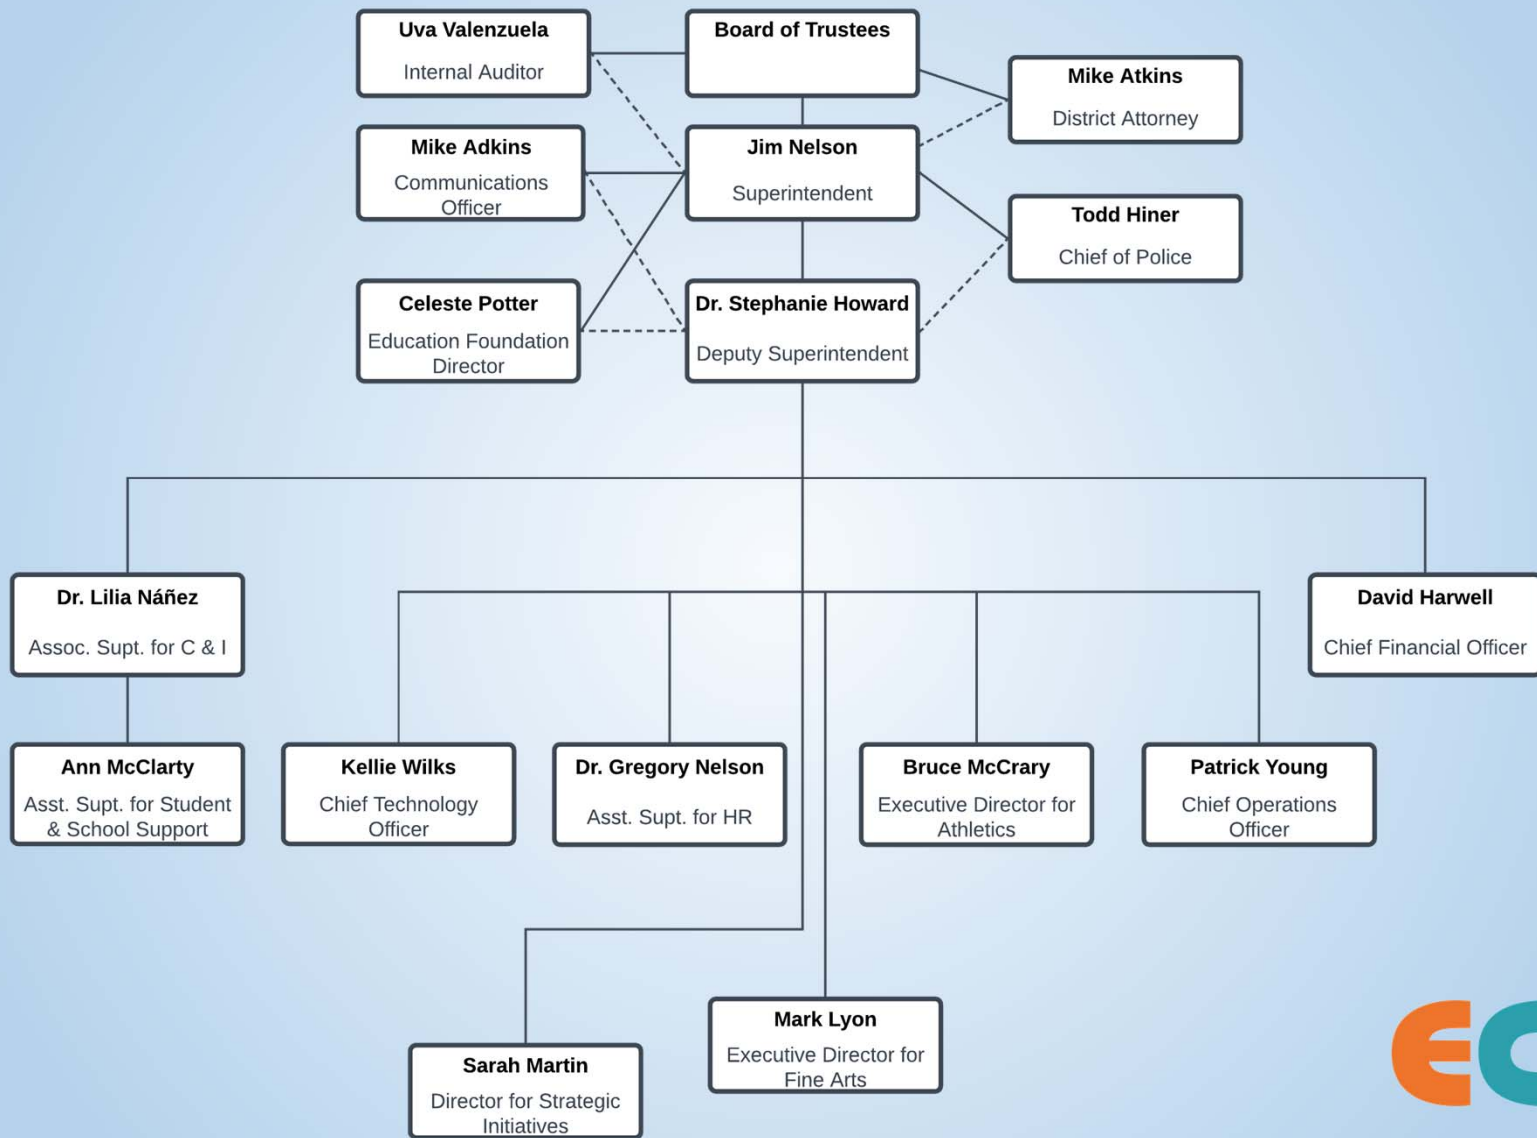 Uva Valenzuela
Internal Auditor
Board of Trustees
Mike Atkins
District Attorney
Mike Adkins
Communications
Officer
Jim Nelson
Superintendent
Todd Hiner
Chief of Police
Celeste Potter
Education Foundation
Director
Dr. Stephanie Howard
Deputy Superintendent
Dr. Lilia Náñez
Assoc. Supt. for C & I
David Harwell
Chief Financial Officer
Ann McClarty
Asst. Supt. for Student
& School Support
Kellie Wilks
Chief Technology
Officer
Dr. Gregory Nelson
Asst. Supt. for HR
Bruce McCrary
Executive Director for
Athletics
Patrick Young
Chief Operations
Officer
Mark Lyon
Executive Director for
Fine Arts
Sarah Martin
Director for Strategic
Initiatives